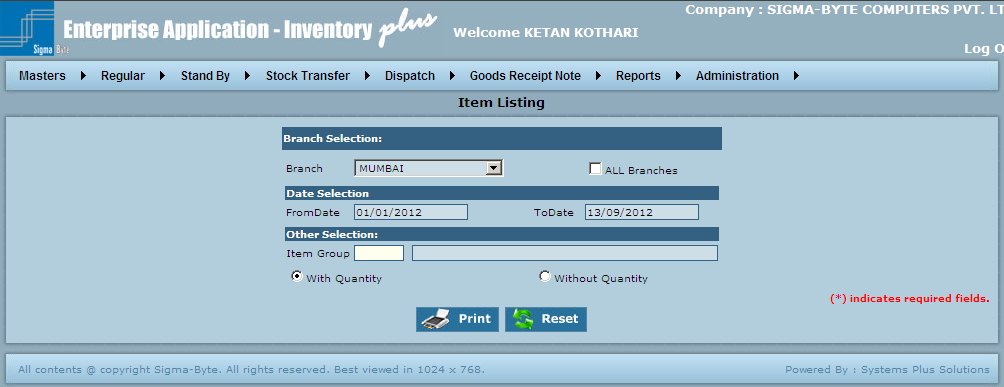 Company : SIGMA-BYTE COMPUTERS PVT. LT
Sigma Byte
Enterprise Application - Inventory plus
Welcome KETAN KOTHARI
Log O
Masters Regular Stand By Stock Transfer Dispatch Goods Receipt Note Reports Administration
Item Listing
Branch Selection:
Branch MUMBAI ALL Branches
Date Selection
FromDate 01/01/2012 ToDate 13/09/2012
Other Selection:
Item Group
With Quantity Without Quantity
(*) indicates required fields.
Print Reset
All contents @ copyright Sigma-Byte. All rights reserved. Best viewed in 1024 x 768. Powered By : Systems Plus Solutions